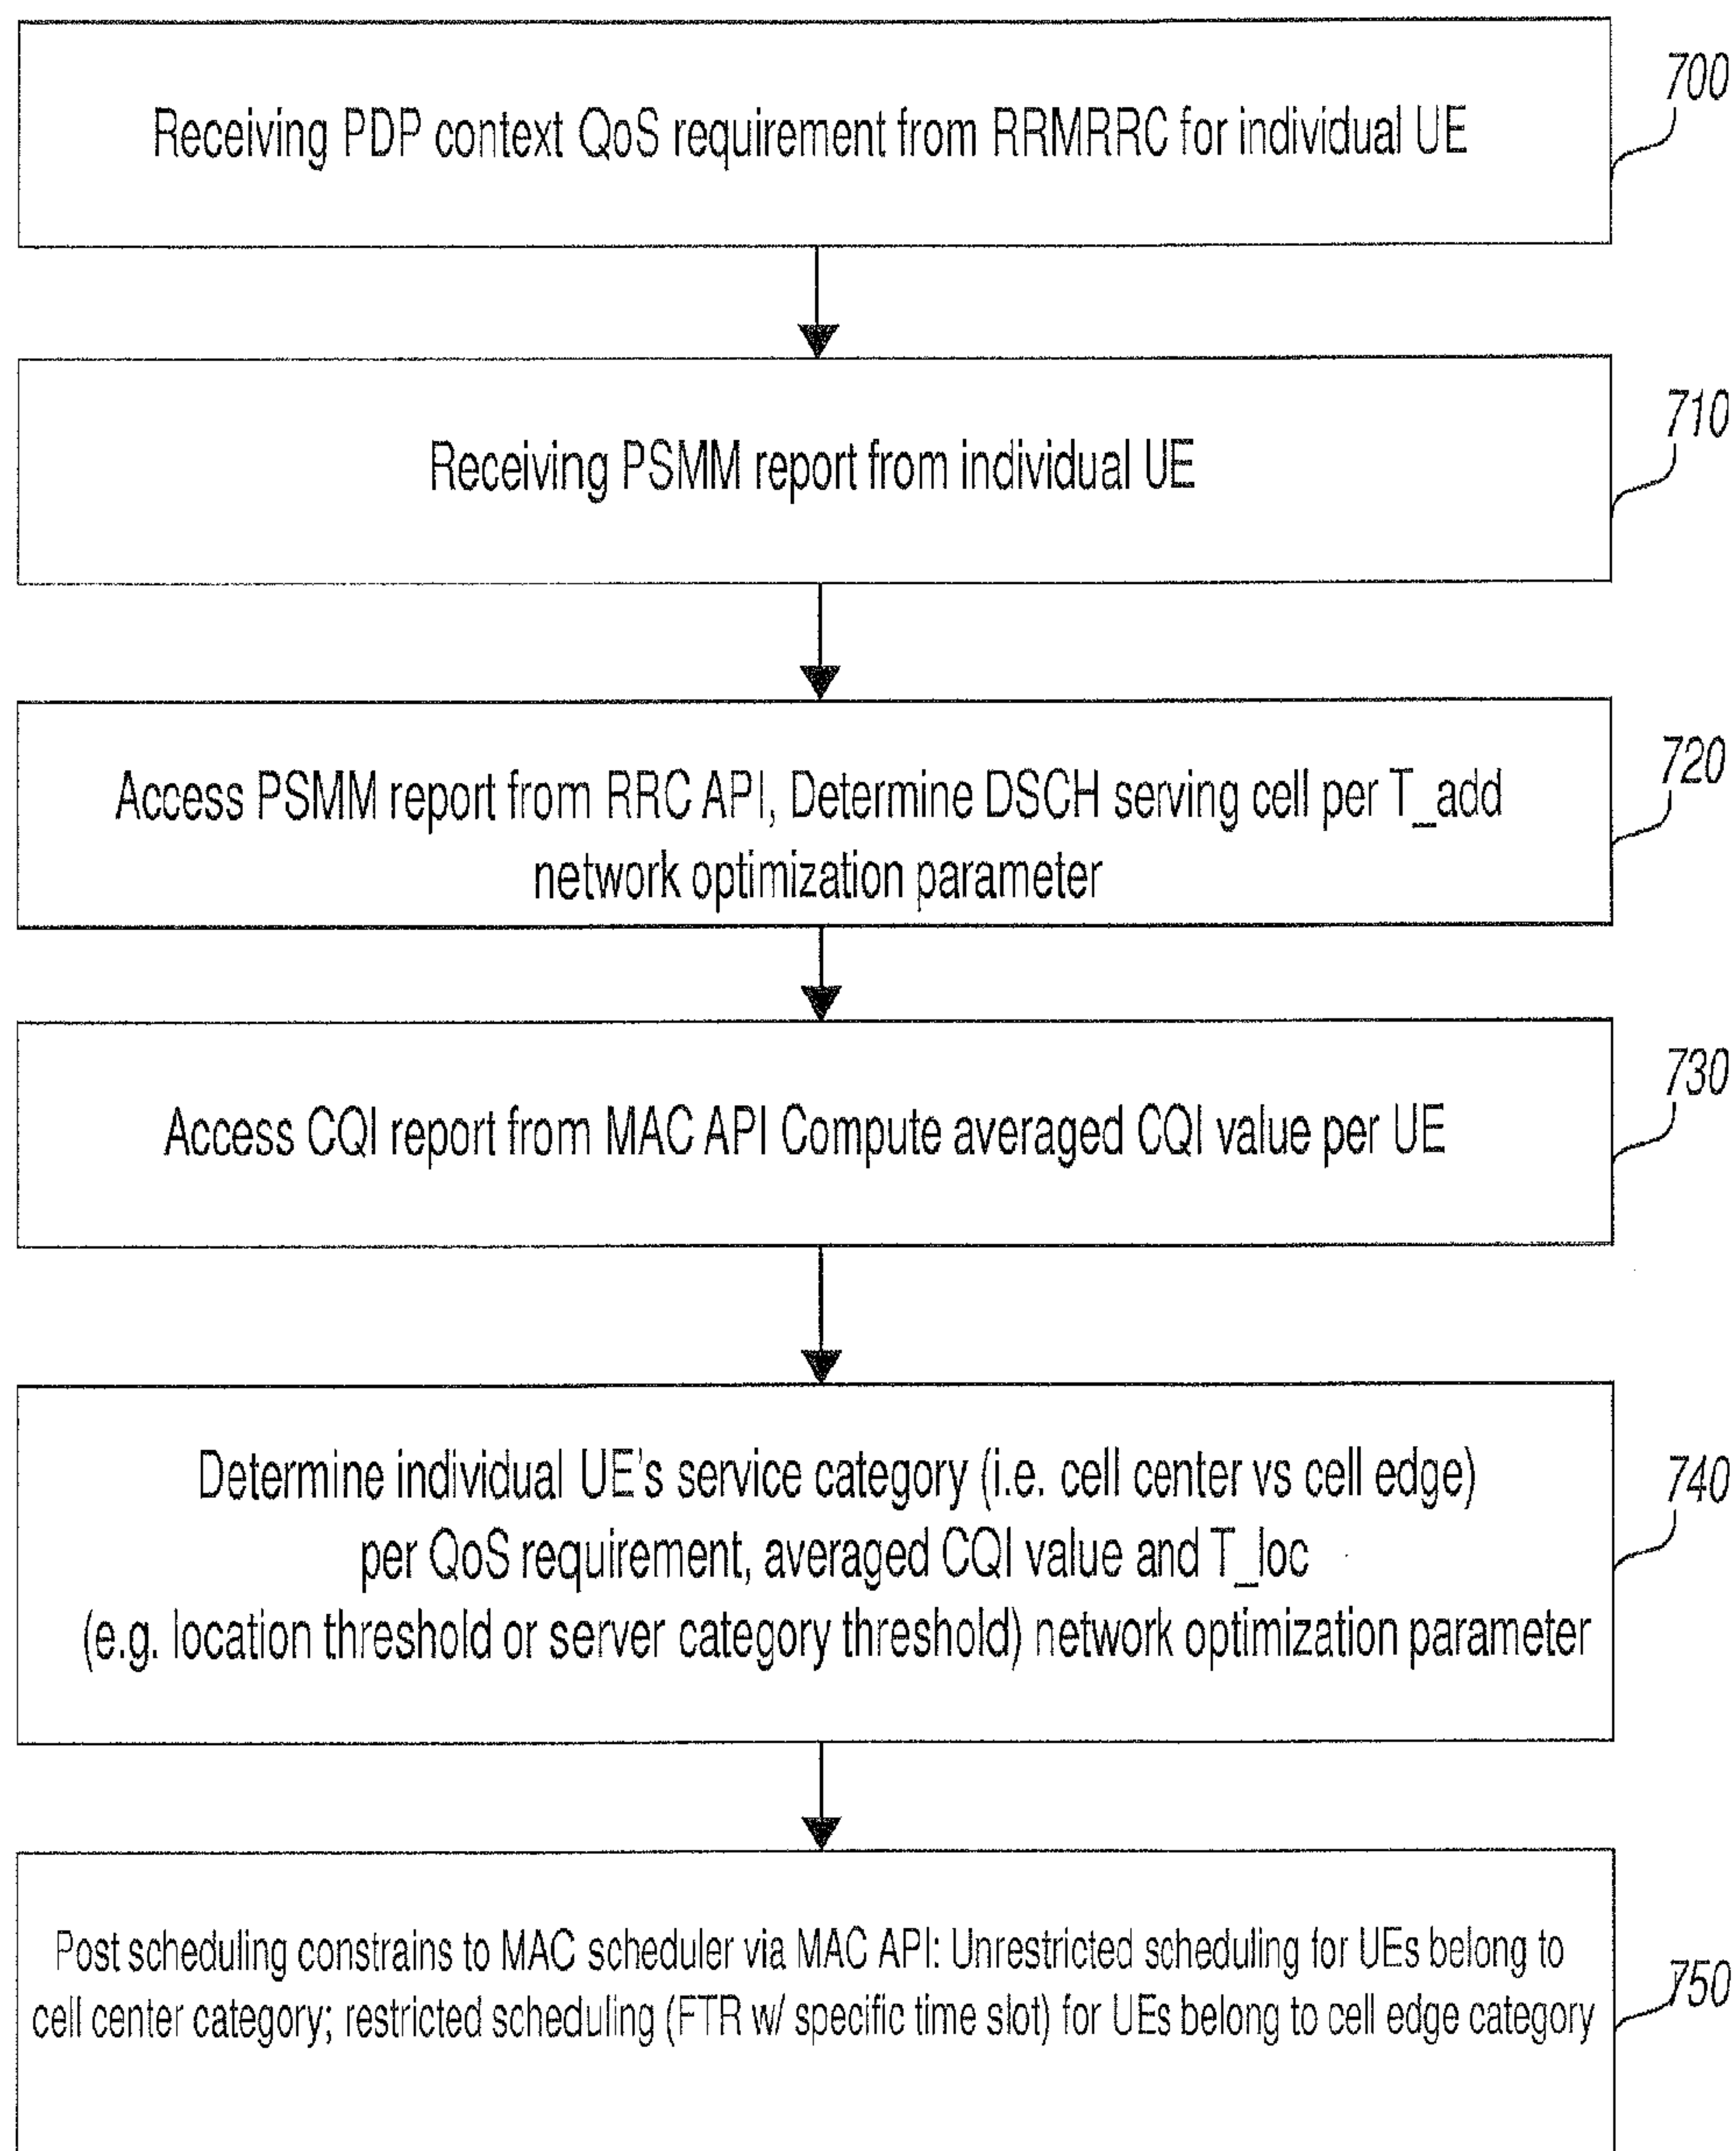 Receiving PDP context QoS requirement from RRMRRC for individual UE
700
Receiving PSMM report from individual UE
710
Access PSMM report from RRC API, Determine DSCH serving cell per T_add
network optimization parameter
720
Access CQI report from MAC API Compute averaged CQI value per UE
730
Determine individual UE's service category (i.e. cell center vs cell edge)
per QoS requirement, averaged CQI value and T_loc
(e.g. location threshold or server category threshold) network optimization parameter
740
Post scheduling constrains to MAC scheduler via MAC API: Unrestricted scheduling for UEs belong to
cell center category; restricted scheduling (FTR w/ specific time slot) for UEs belong to cell edge category
750